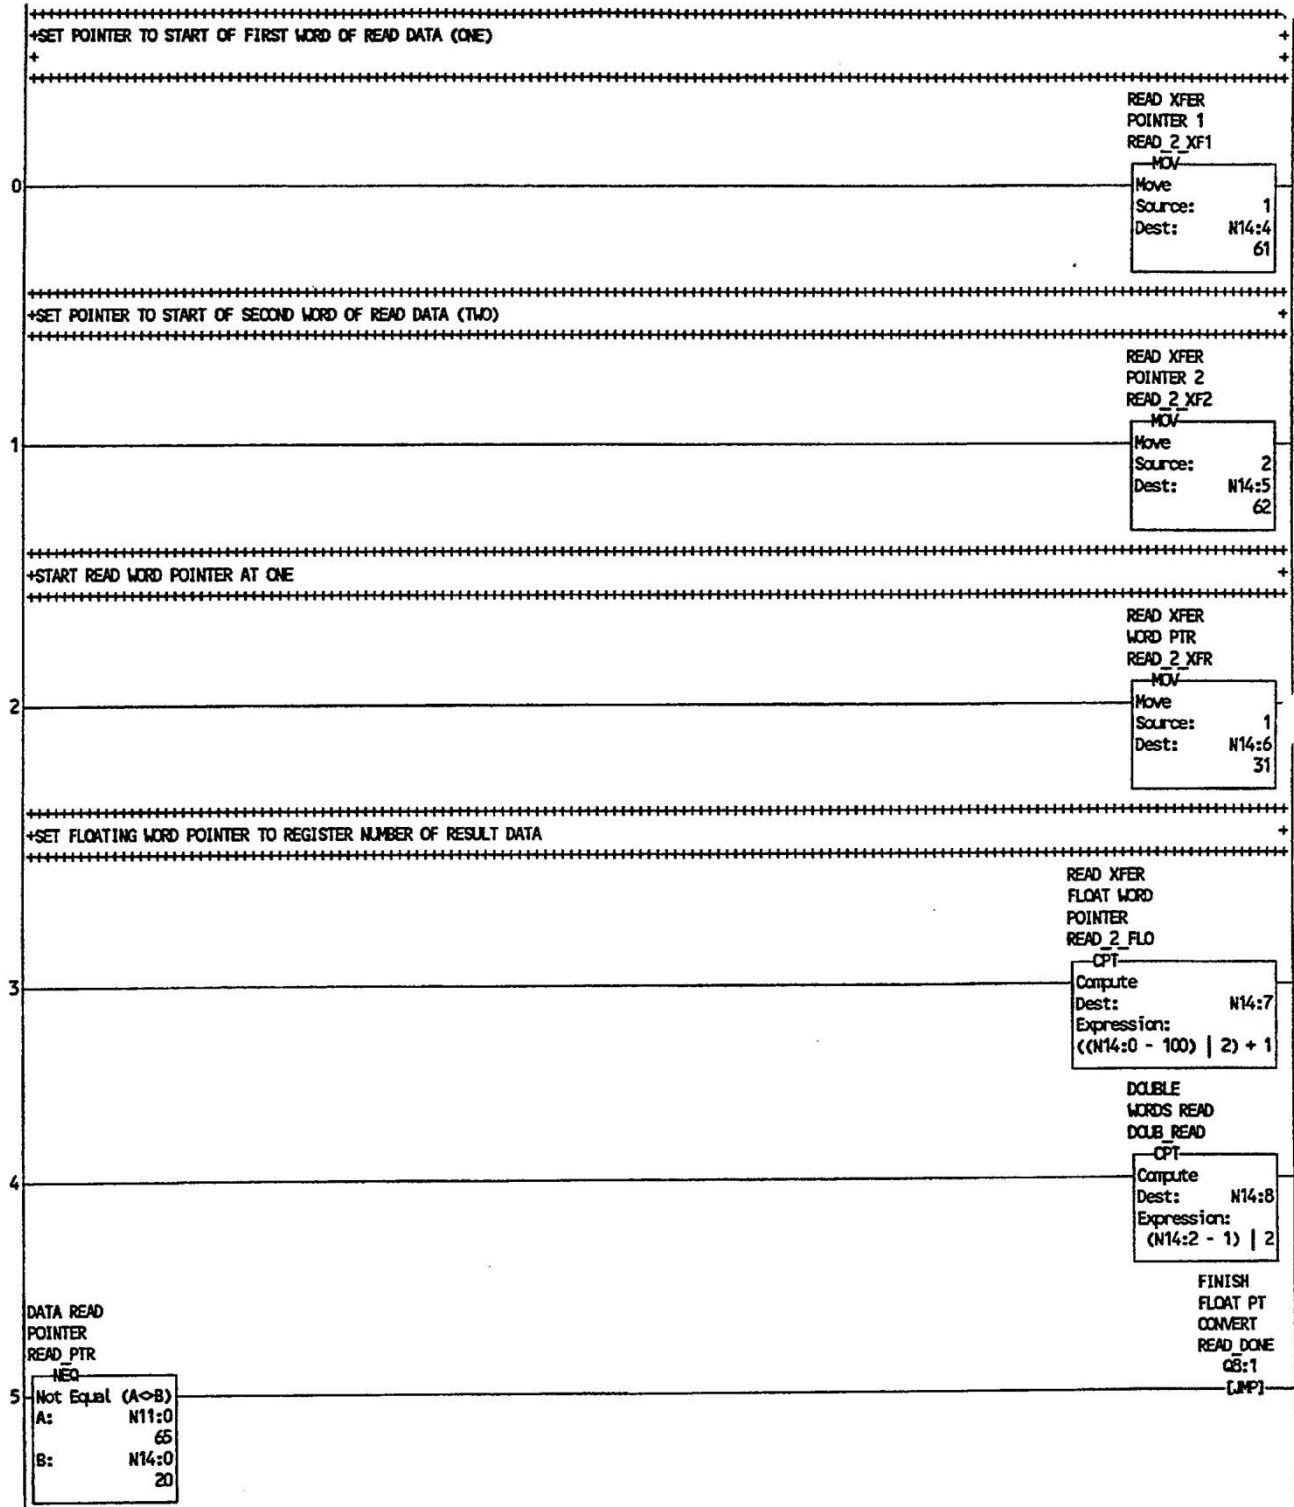 +SET POINTER TO START OF FIRST WORD OF READ DATA (ONE) +
+ +
READ XFER
POINTER 1
READ_2_XF1
MOV
0
Move
Source: 1
Dest: N14:4
61
+SET POINTER TO START OF SECOND WORD OF READ DATA (TWO) +
READ XFER
POINTER 2
READ_2_XF2
MOV
1
Move
Source: 2
Dest: N14:5
62
+START READ WORD POINTER AT ONE +
READ XFER
WORD PTR
READ_2_XFR
MOV
2
Move
Source: 1
Dest: N14:6
31
+SET FLOATING WORD POINTER TO REGISTER NUMBER OF RESULT DATA +
READ XFER
FLOAT WORD
POINTER
READ_2_FLO
CPT
3
Compute
Dest: N14:7
Expression:
((N14:0 - 100) | 2) + 1
DOUBLE
WORDS READ
DOUB_READ
CPT
4
Compute
Dest: N14:8
Expression:
(N14:2 - 1) | 2
DATA READ
POINTER
READ_PTR
NEQ
5
Not Equal (A<>B)
A: N11:0
65
B: N14:0
20
FINISH
FLOAT PT
CONVERT
READ_DONE
Q8:1
[JMP]